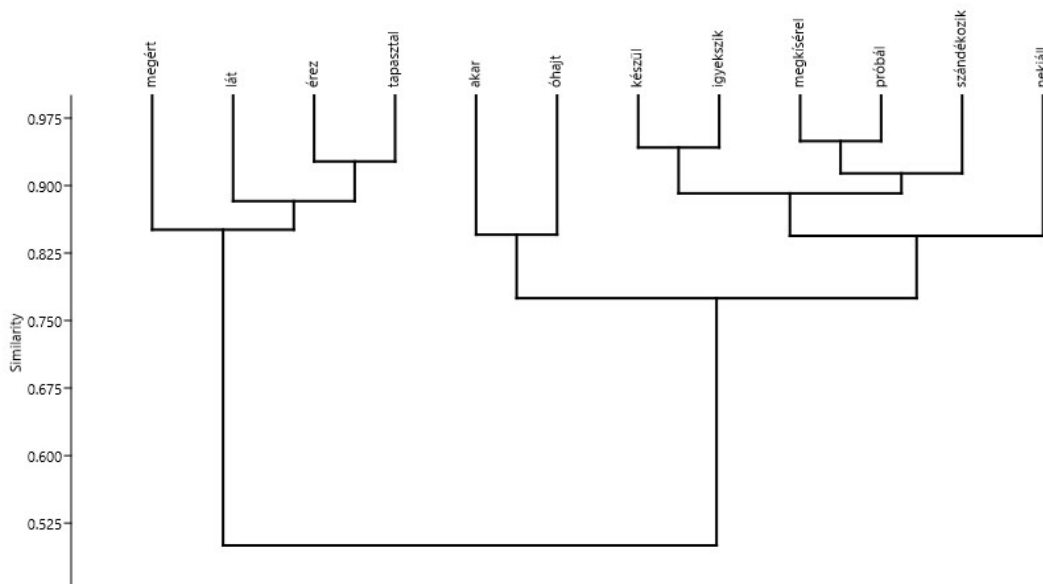 megért
lát
érez
tapasztal
akar
óhajt
készül
igyekszik
megkísérel
próbál
szándékozik
nekiáll
0.975
0.900
0.825
0.750
0.675
0.600
0.525
Similarity